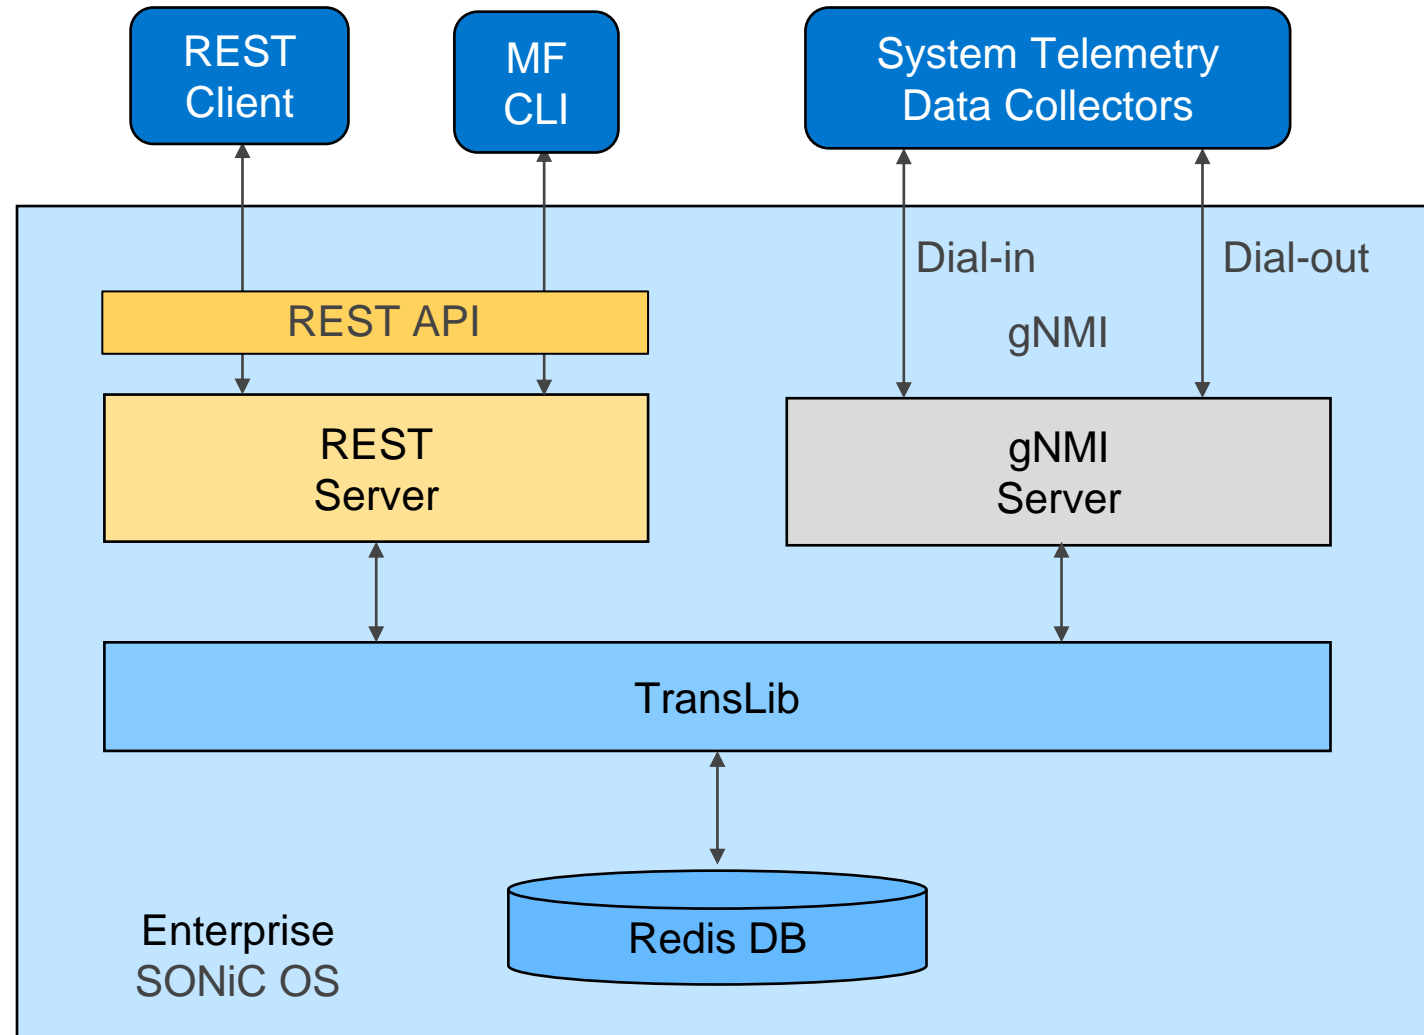 REST
Client
MF
CLI
System Telemetry
Data Collectors
Dial-in
Dial-out
REST API
gNMI
REST
Server
gNMI
Server
TransLib
Redis DB
Enterprise
SONiC OS